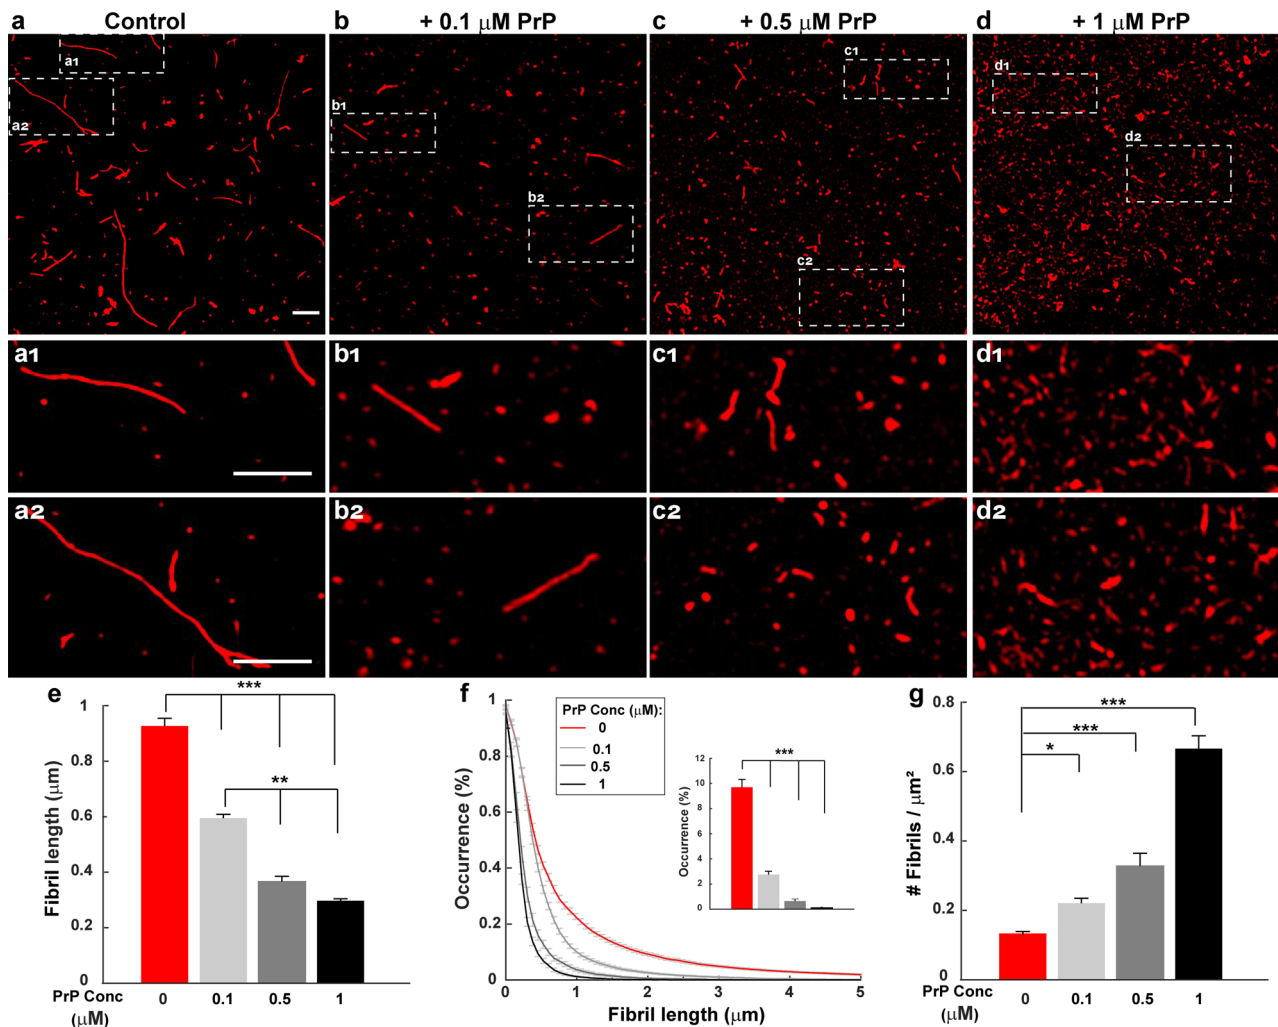 a Control b + 0.1 μM PrP c + 0.5 μM PrP d + 1 μM PrP
a1
a2
b1
b2
c1
c2
d1
d2
a1 b1 c1 d1
a2 b2 c2 d2
e
***
**
Fibril length (μm)
1
0.8
0.6
0.4
0.2
0
PrP Conc (μM)
0 0.1 0.5 1
f
PrP Conc (μM):
0
0.1
0.5
1
Occurrence (%)
1
0.8
0.6
0.4
0.2
0
0 1 2 3 4 5
Fibril length (μm)
***
Occurrence (%)
12
10
8
6
4
2
0
g
***
***
*
# Fibrils / μm²
0.8
0.6
0.4
0.2
0
PrP Conc (μM)
0 0.1 0.5 1